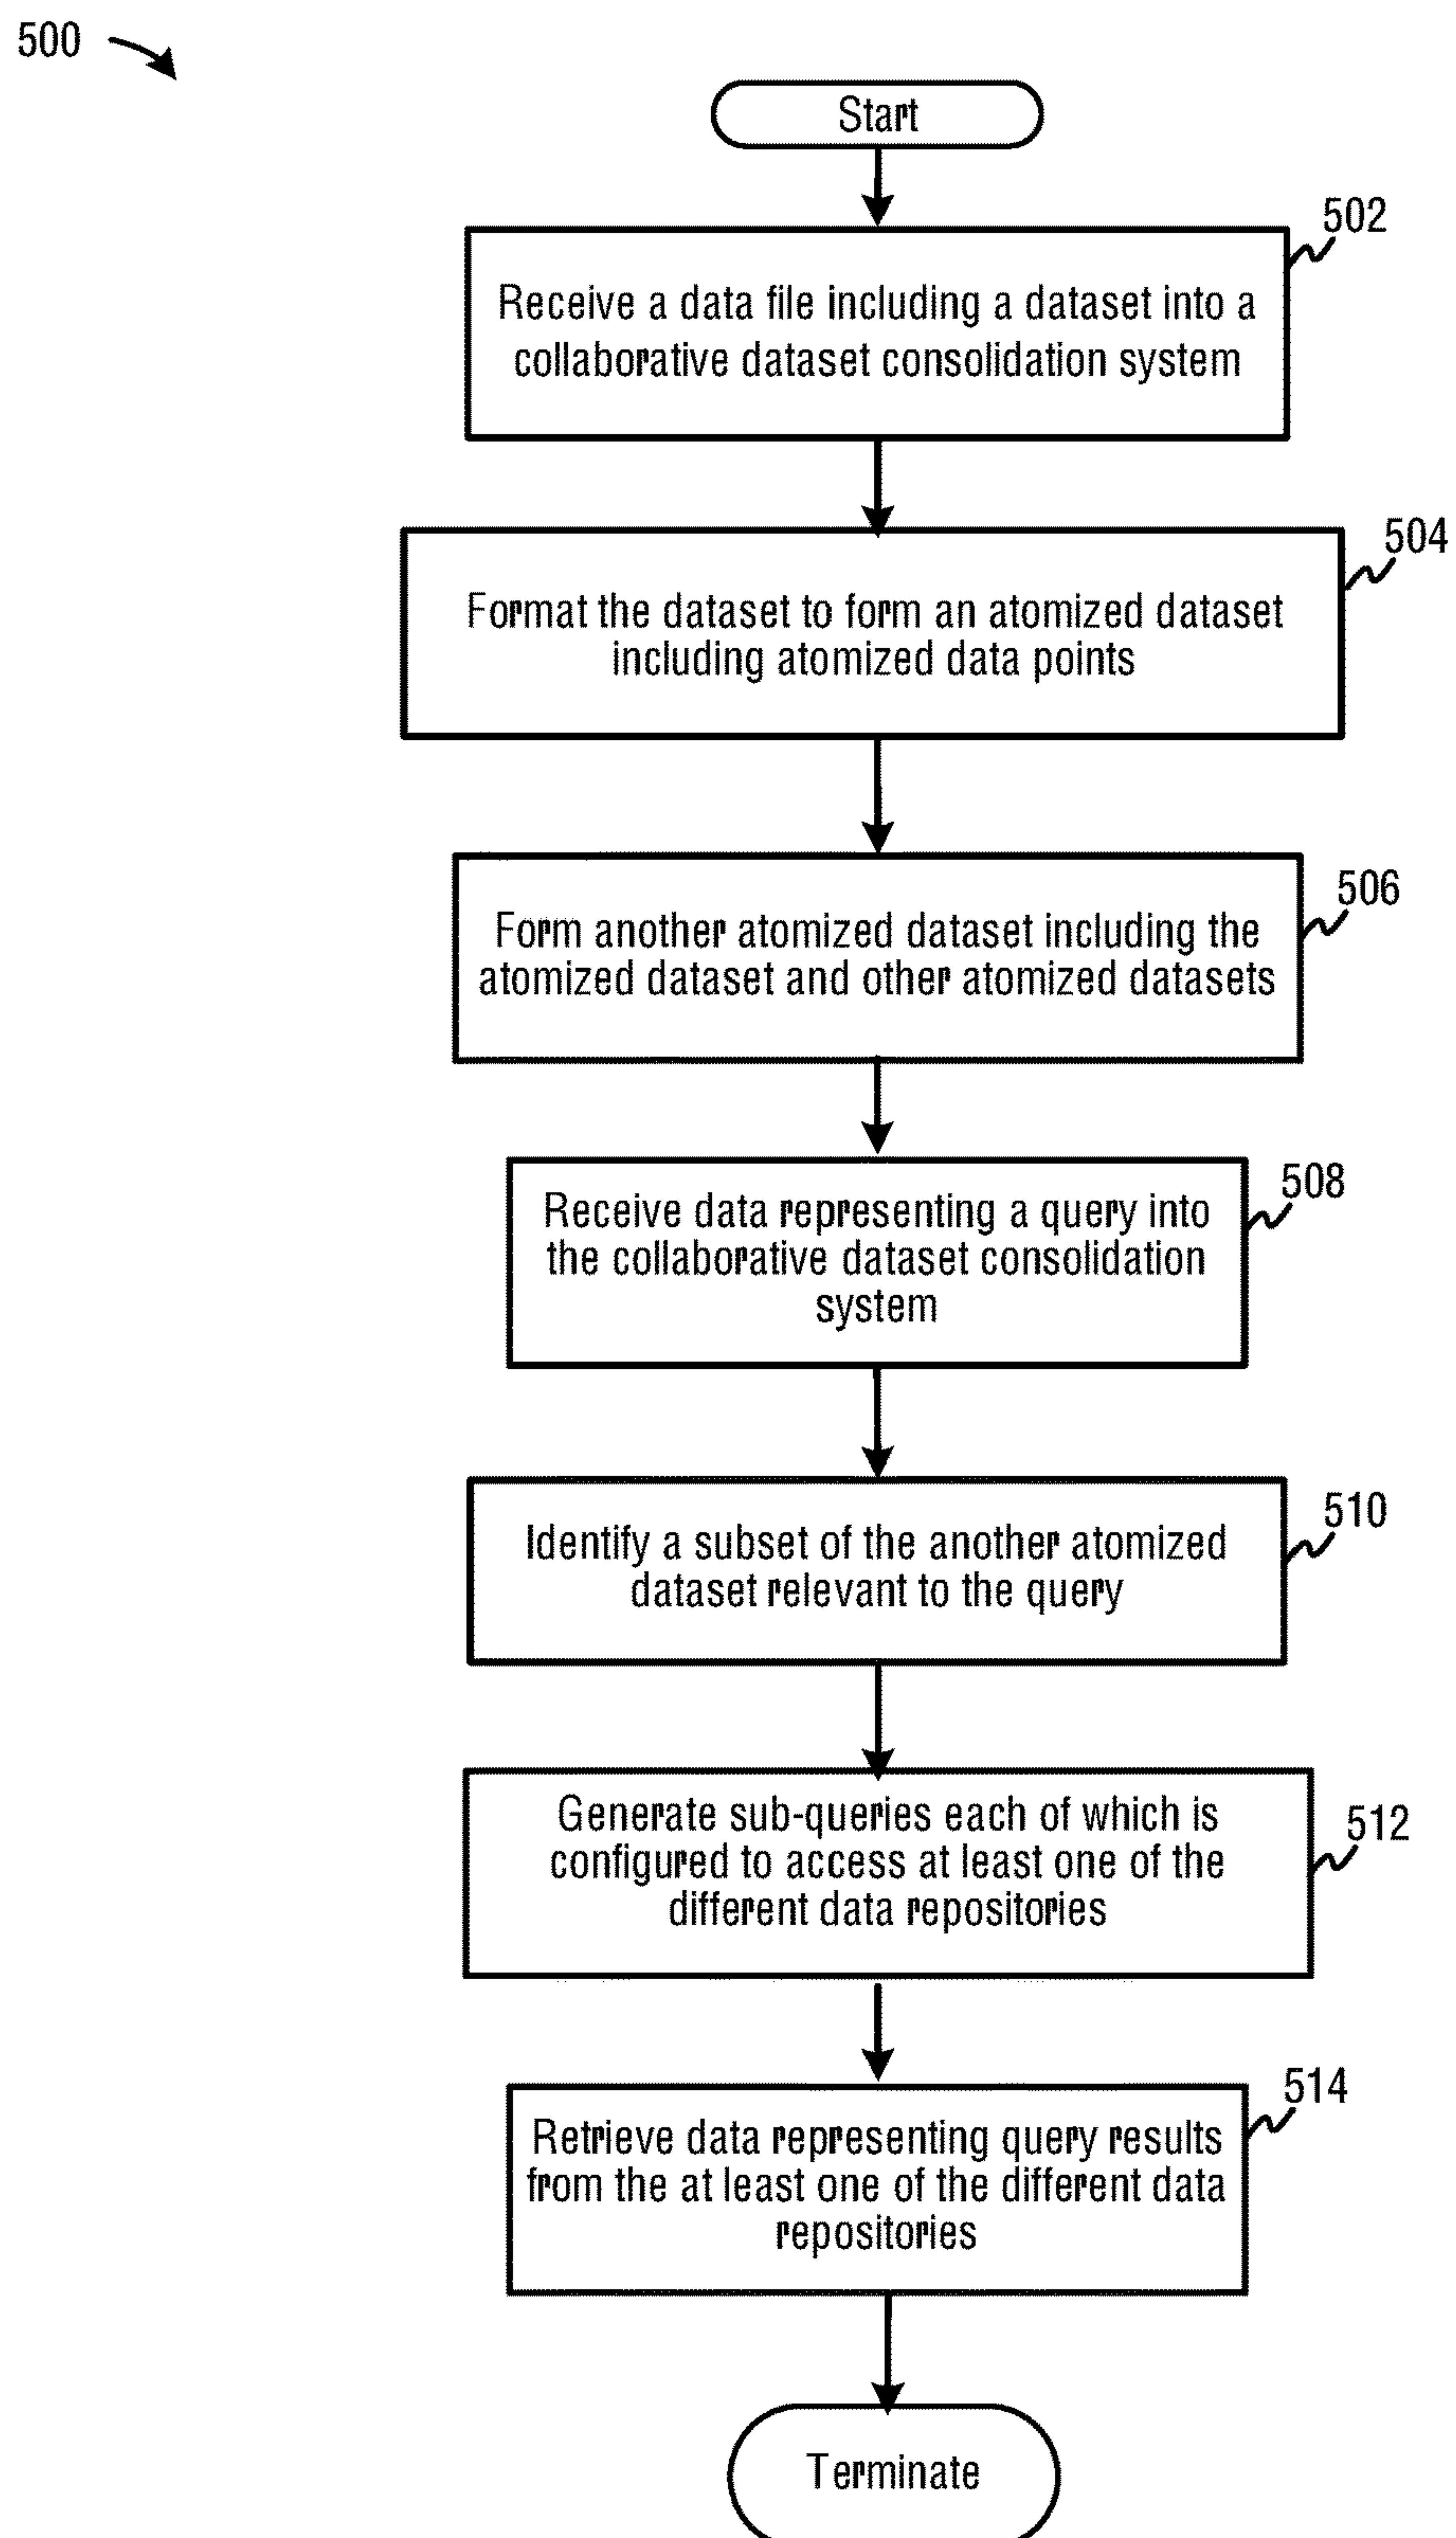 500
Start
502
Receive a data file including a dataset into a
collaborative dataset consolidation system
504
Format the dataset to form an atomized dataset
including atomized data points
506
Form another atomized dataset including the
atomized dataset and other atomized datasets
508
Receive data representing a query into
the collaborative dataset consolidation
system
510
Identify a subset of the another atomized
dataset relevant to the query
512
Generate sub-queries each of which is
configured to access at least one of the
different data repositories
514
Retrieve data representing query results
from the at least one of the different data
repositories
Terminate